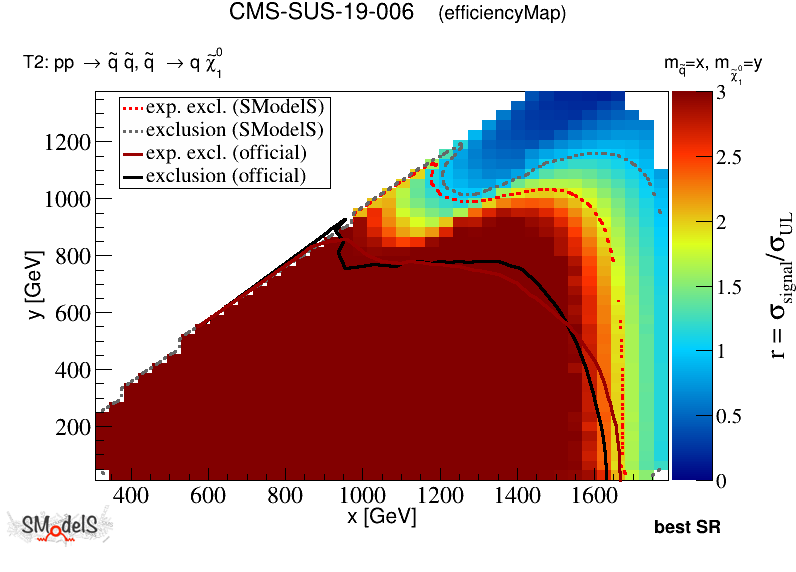 CMS-SUS-19-006 (efficiencyMap)
T2: pp → q̃ q̃, q̃ → q χ̃₁⁰
m_q̃=x, m_χ̃₁⁰=y
exp. excl. (SModelS)
exclusion (SModelS)
exp. excl. (official)
exclusion (official)
1200
1000
800
600
400
200
y [GeV]
400 600 800 1000 1200 1400 1600
x [GeV]
3
2.5
2
1.5
1
0.5
0
r = σ_signal/σ_UL
SModelS
best SR